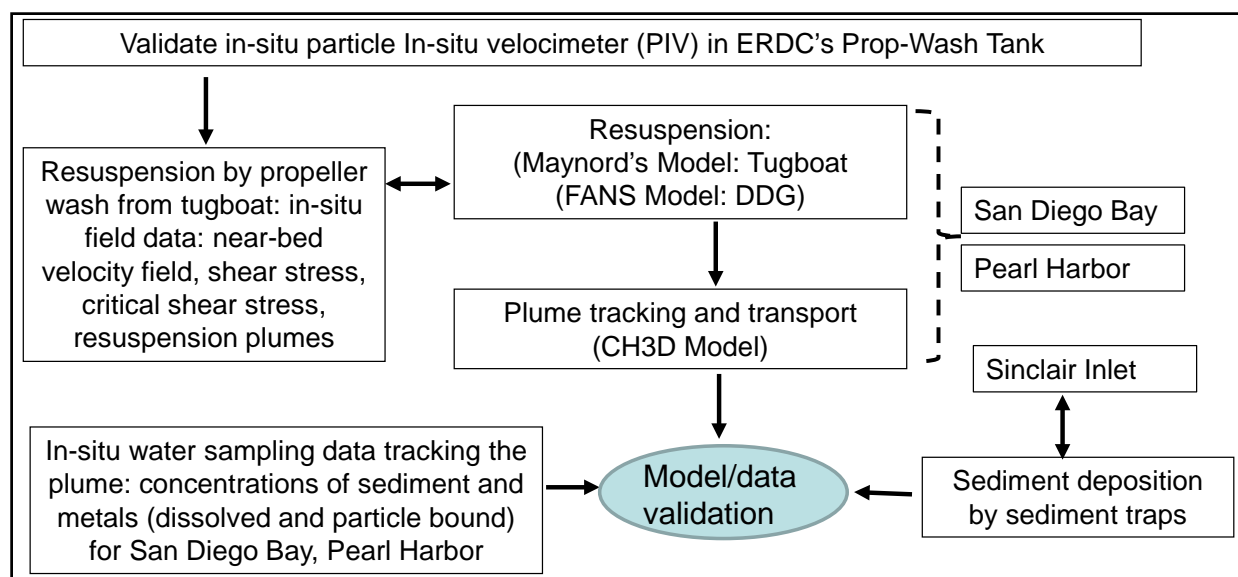 Validate in-situ particle In-situ velocimeter (PIV) in ERDC's Prop-Wash Tank
Resuspension by propeller
wash from tugboat: in-situ
field data: near-bed
velocity field, shear stress,
critical shear stress,
resuspension plumes
Resuspension:
(Maynord's Model: Tugboat
(FANS Model: DDG)
San Diego Bay
Pearl Harbor
Plume tracking and transport
(CH3D Model)
Sinclair Inlet
In-situ water sampling data tracking the
plume: concentrations of sediment and
metals (dissolved and particle bound)
for San Diego Bay, Pearl Harbor
Model/data
validation
Sediment deposition
by sediment traps